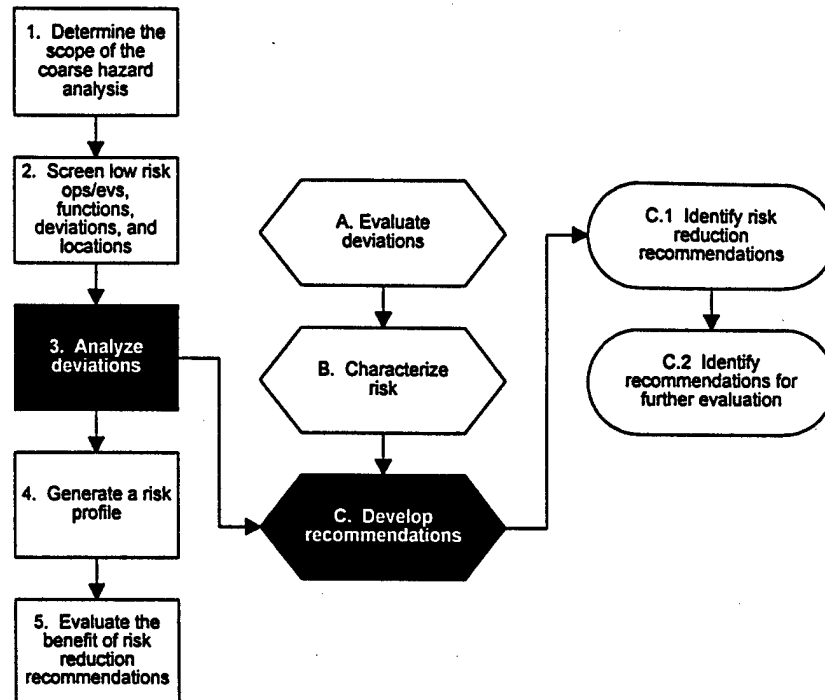 1. Determine the
scope of the
coarse hazard
analysis
2. Screen low risk
ops/evs,
functions,
deviations, and
locations
3. Analyze
deviations
4. Generate a risk
profile
5. Evaluate the
benefit of risk
reduction
recommendations
A. Evaluate
deviations
B. Characterize
risk
C. Develop
recommendations
C.1 Identify risk
reduction
recommendations
C.2 Identify
recommendations for
further evaluation